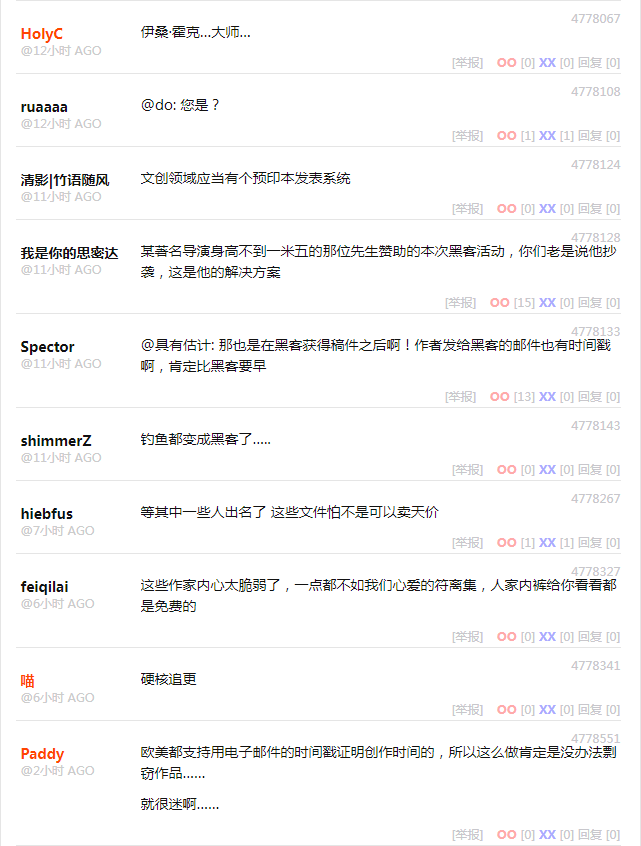 4778067
HolyC
伊桑·霍克...大师...
@12小时 AGO
[举报] OO [0] XX [0] 回复 [0]
4778108
ruaaaa
@do: 您是？
@12小时 AGO
[举报] OO [1] XX [1] 回复 [0]
4778124
清影|竹语随风
文创领域应当有个预印本发表系统
@11小时 AGO
[举报] OO [0] XX [0] 回复 [0]
4778128
我是你的思密达
某著名导演身高不到一米五的那位先生赞助的本次黑客活动，你们老是说他抄
@11小时 AGO
袭，这是他的解决方案
[举报] OO [15] XX [0] 回复 [0]
4778133
Spector
@具有估计: 那也是在黑客获得稿件之后啊！作者发给黑客的邮件也有时间戳
@11小时 AGO
啊，肯定比黑客要早
[举报] OO [13] XX [0] 回复 [0]
4778143
shimmerZ
钓鱼都变成黑客了.....
@11小时 AGO
[举报] OO [0] XX [0] 回复 [0]
4778267
hiebfus
等其中一些人出名了 这些文件怕不是可以卖天价
@7小时 AGO
[举报] OO [1] XX [1] 回复 [0]
4778327
feiqilai
这些作家内心太脆弱了，一点都不如我们心爱的符离集，人家内裤给你看看都
@6小时 AGO
是免费的
[举报] OO [0] XX [0] 回复 [0]
4778341
喵
硬核追更
@6小时 AGO
[举报] OO [0] XX [0] 回复 [0]
4778551
Paddy
欧美都支持用电子邮件的时间戳证明创作时间的，所以这么做肯定是没办法剽
@2小时 AGO
窃作品......
就很迷啊......
[举报] OO [0] XX [0] 回复 [0]